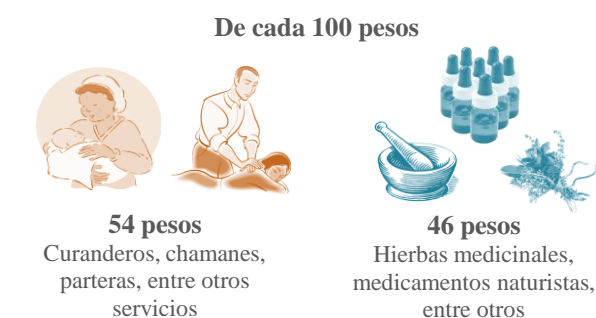 De cada 100 pesos
54 pesos
Curanderos, chamanes,
parteras, entre otros
servicios
46 pesos
Hierbas medicinales,
medicamentos naturistas,
entre otros